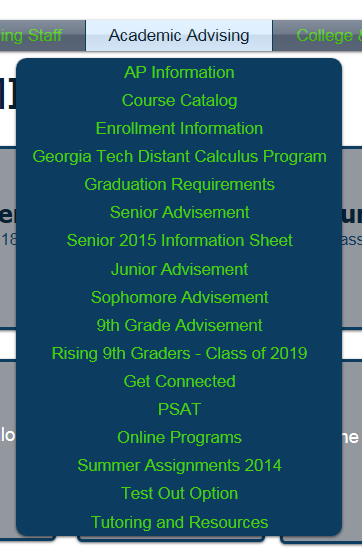 ing Staff Academic Advising College &
AP Information
Course Catalog
Enrollment Information
Georgia Tech Distant Calculus Program
Graduation Requirements
Senior Advisement
Senior 2015 Information Sheet
Junior Advisement
Sophomore Advisement
9th Grade Advisement
Rising 9th Graders - Class of 2019
Get Connected
PSAT
Online Programs
Summer Assignments 2014
Test Out Option
Tutoring and Resources